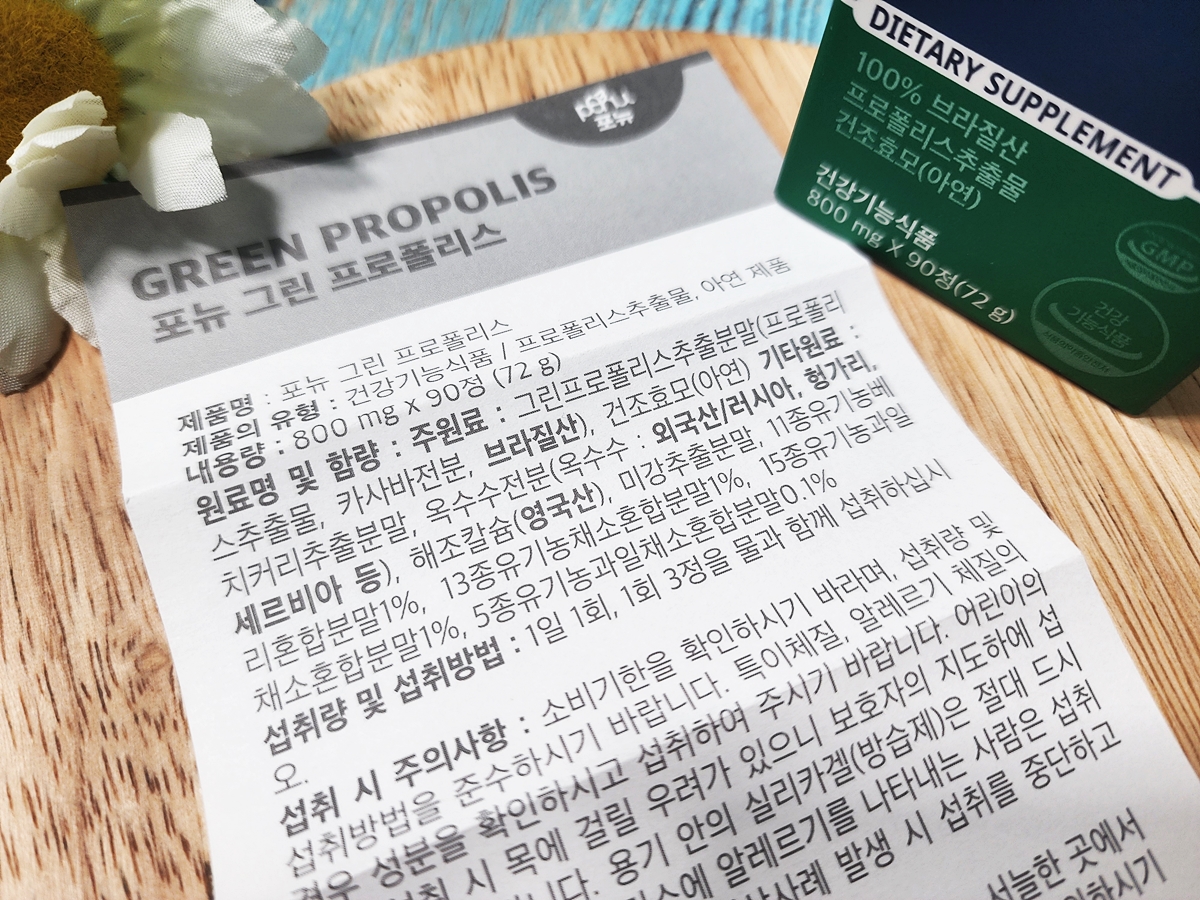 포뉴
GREEN PROPOLIS
포뉴 그린 프로폴리스
제품명 : 포뉴 그린 프로폴리스
제품의 유형 : 건강기능식품 / 프로폴리스추출물, 아연 제품
내용량 : 800 mg x 90정 (72 g)
원료명 및 함량 : 주원료 : 그린프로폴리스추출분말(프로폴리
스추출물, 브라질산), 건조효모(아연) 기타원료 :
카사바전분, 옥수수전분(옥수수 : 외국산/러시아, 헝가리,
세르비아 등), 해조칼슘(영국산), 미강추출분말, 11종유기농베
리혼합분말1%, 13종유기농채소혼합분말1%, 15종유기농과일
채소혼합분말1%, 5종유기농과일채소혼합분말0.1%
섭취량 및 섭취방법 : 1일 1회, 1회 3정을 물과 함께 섭취하십시
오.
섭취 시 주의사항 : 소비기한을 확인하시기 바라며, 섭취량 및
섭취방법을 준수하시기 바랍니다. 특이체질, 알레르기 체질의
경우 성분을 확인하시고 섭취하여 주시기 바랍니다. 어린이의
시 목에 걸릴 우려가 있으니 보호자의 지도하에 섭
용기 안의 실리카겔(방습제)은 절대 드시
알레르기를 나타내는 사람은 섭취
발생 시 섭취를 중단하고
서늘한 곳에서
DIETARY SUPPLEMENT
100% 브라질산
프로폴리스추출물
건조효모(아연)
건강기능식품
800 mg x 90정(72 g)
GMP
건강
기능식품